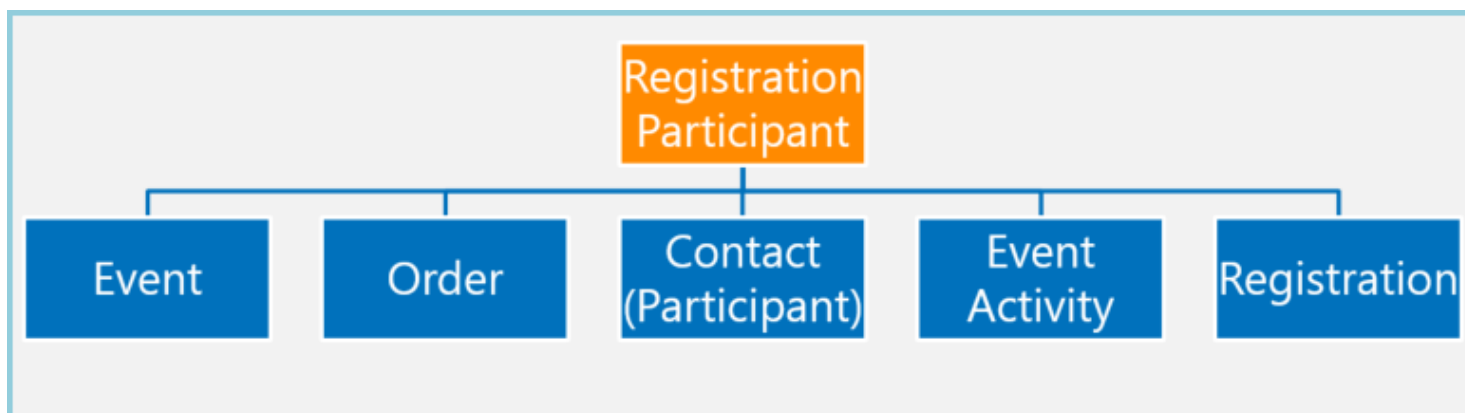 Registration
Participant
Event
Order
Contact
(Participant)
Event
Activity
Registration